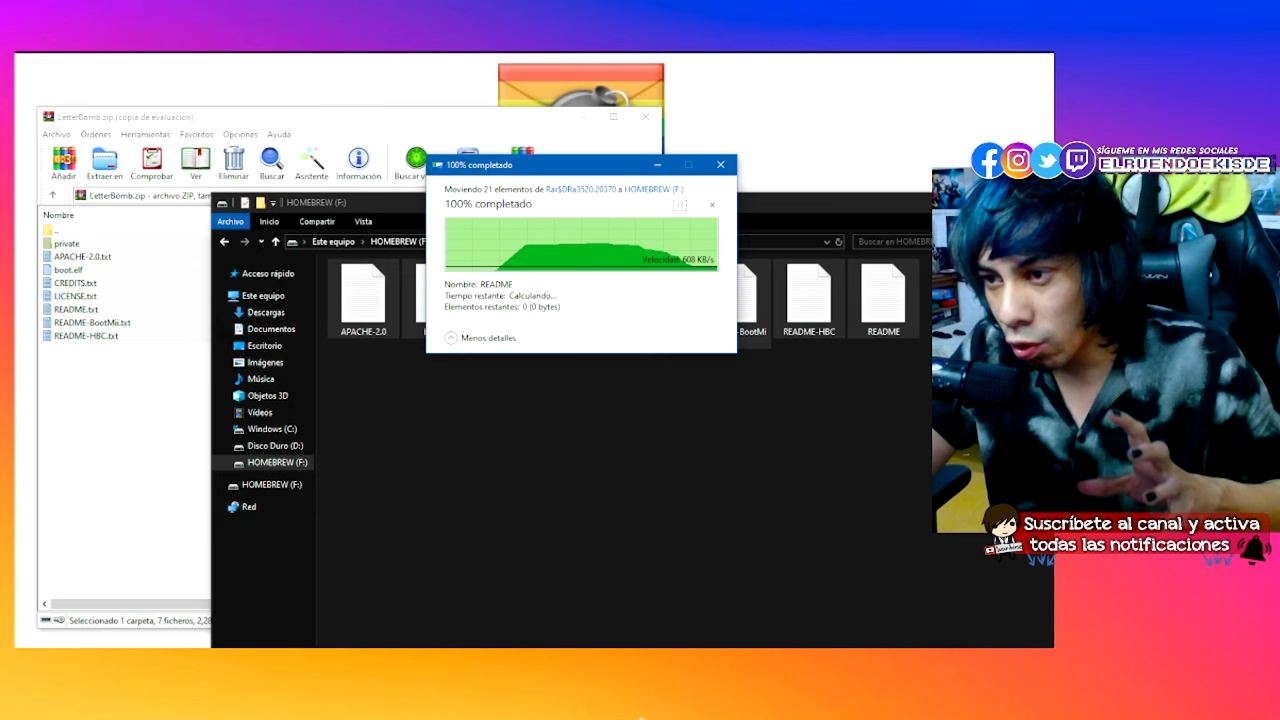 LetterBomb.zip (copia de evaluación)
Archivo Órdenes Herramientas Favoritos Opciones Ayuda
Añadir Extraer en Comprobar Ver Eliminar Buscar Asistente Información Buscar
LetterBomb.zip - archivo ZIP,
Nombre
..
private
APACHE-2.0.txt
boot.elf
CREDITS.txt
LICENSE.txt
README.txt
README-BootMii.txt
README-HBC.txt
Seleccionado 1 carpeta, 7 ficheros, 2,28
HOMEBREW (F:)
Archivo Inicio Compartir Vista
Este equipo HOMEBREW (F
Buscar en HOMEBR
Acceso rápido
Este equipo
Descargas
Documentos
Escritorio
Imágenes
Música
Objetos 3D
Vídeos
Windows (C:)
Disco Duro (D:)
HOMEBREW (F:)
HOMEBREW (F:)
Red
APACHE-2.0
-BootMi
README-HBC
README
100% completado
Moviendo 21 elementos de Rar$DRa3520.20370 a HOMEBREW (F:)
100% completado
Velocidad: 608 KB/s
Nombre: README
Tiempo restante: Calculando...
Elementos restantes: 0 (0 bytes)
Menos detalles
SÍGUEME EN MIS REDES SOCIALES
ELRUENDOEKISDE
Suscríbete al canal y activa
todas las notificaciones